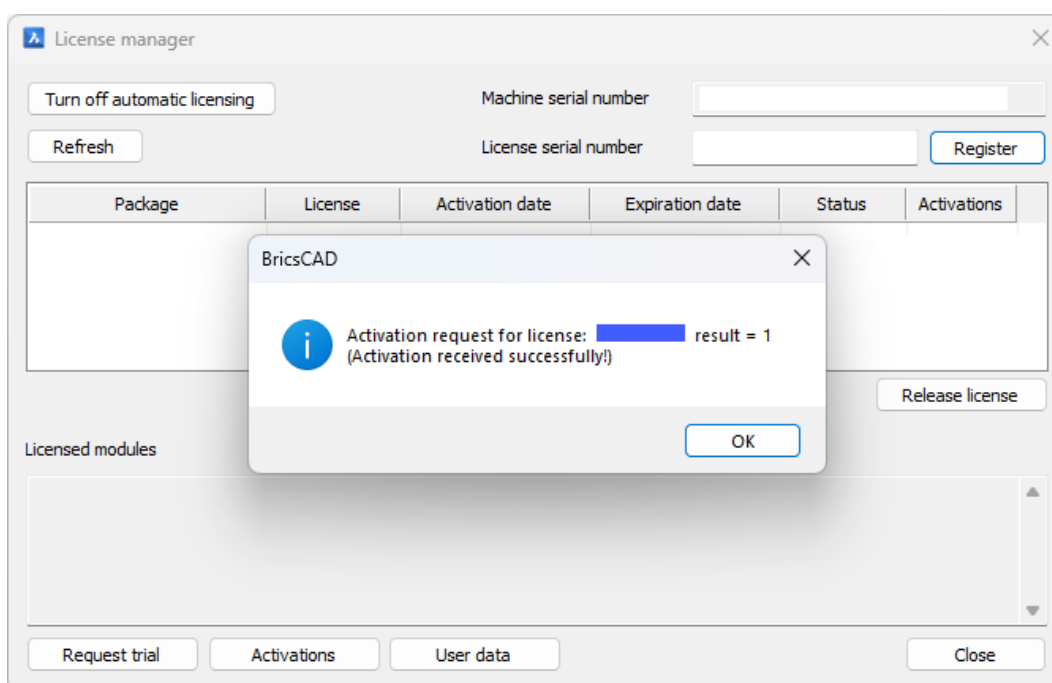 License manager
Turn off automatic licensing
Machine serial number
Refresh
License serial number
Register
Package License Activation date Expiration date Status Activations
BricsCAD
Activation request for license: result = 1
(Activation received successfully!)
Release license
OK
Licensed modules
Request trial Activations User data Close